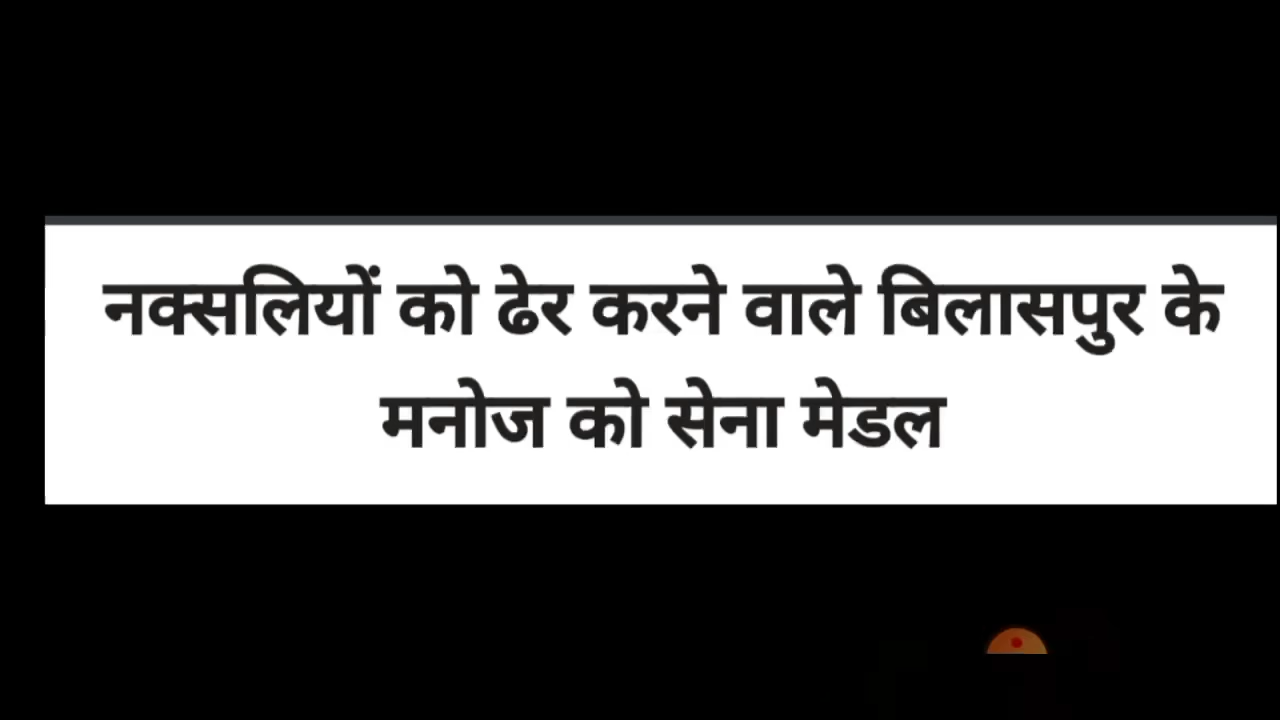 नक्सलियों को ढेर करने वाले बिलासपुर के
मनोज को सेना मेडल